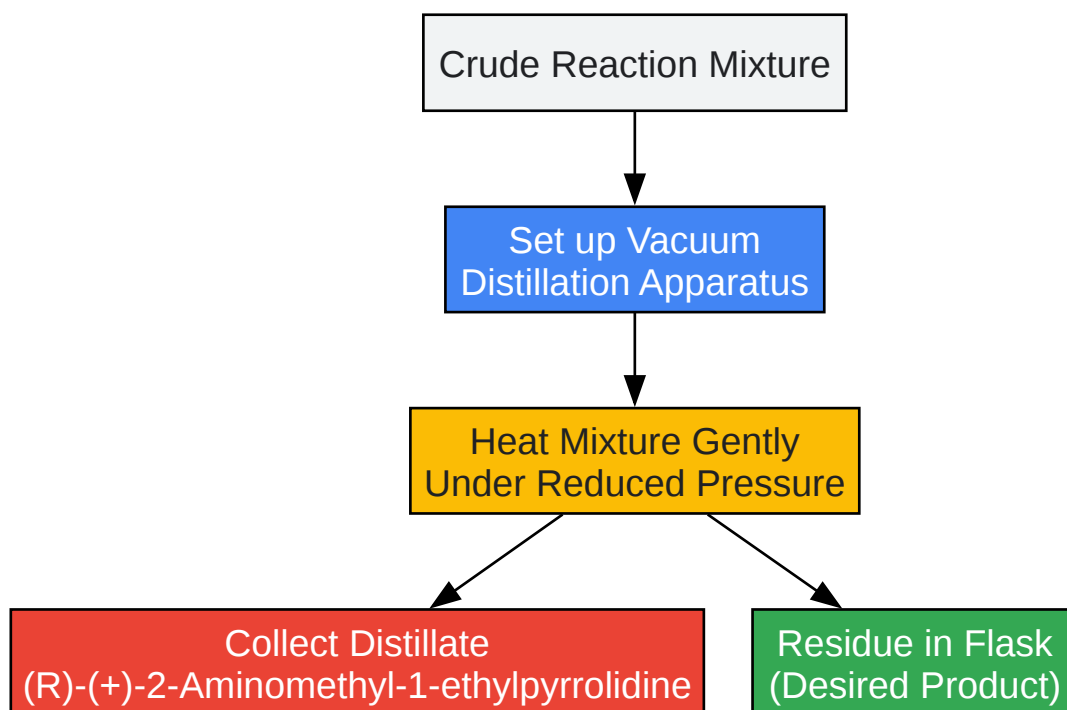 Crude Reaction Mixture
Set up Vacuum
Distillation Apparatus
Heat Mixture Gently
Under Reduced Pressure
Collect Distillate
(R)-(+)-2-Aminomethyl-1-ethylpyrrolidine
Residue in Flask
(Desired Product)